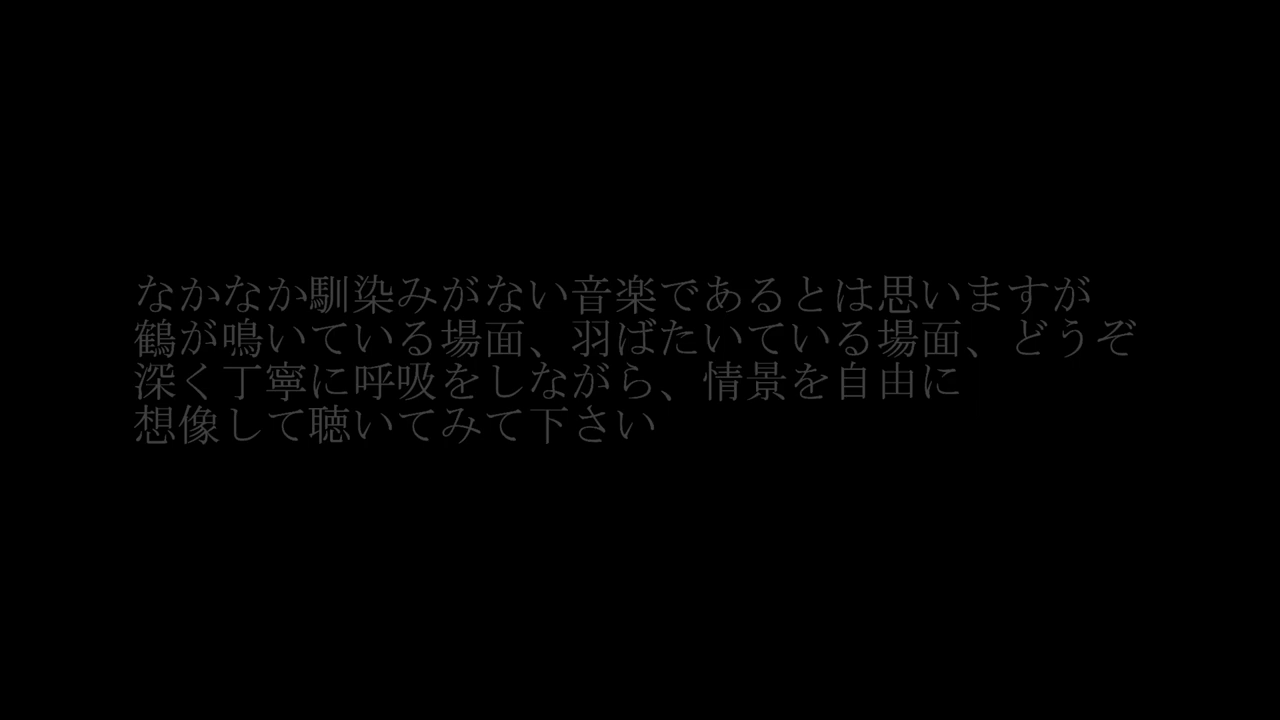 なかなか馴染みがない音楽であるとは思いますが
鶴が鳴いている場面、羽ばたいている場面、どうぞ
深く丁寧に呼吸をしながら、情景を自由に
想像して聴いてみて下さい